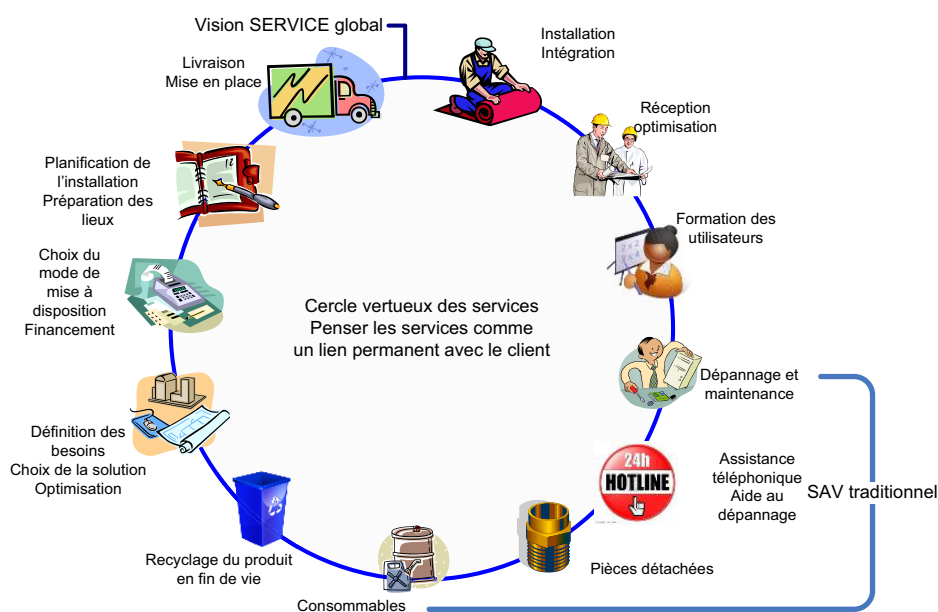 Vision SERVICE global
Installation
Intégration
Livraison
Mise en place
Réception
optimisation
Planification de
l'installation
Préparation des
lieux
Formation des
utilisateurs
Choix du
mode de
mise à
disposition
Financement
Cercle vertueux des services
Penser les services comme
un lien permanent avec le client
Dépannage et
maintenance
Définition des
besoins
Choix de la solution
Optimisation
24h
HOTLINE
Assistance
téléphonique
Aide au
dépannage
SAV traditionnel
Recyclage du produit
en fin de vie
Pièces détachées
Consommables